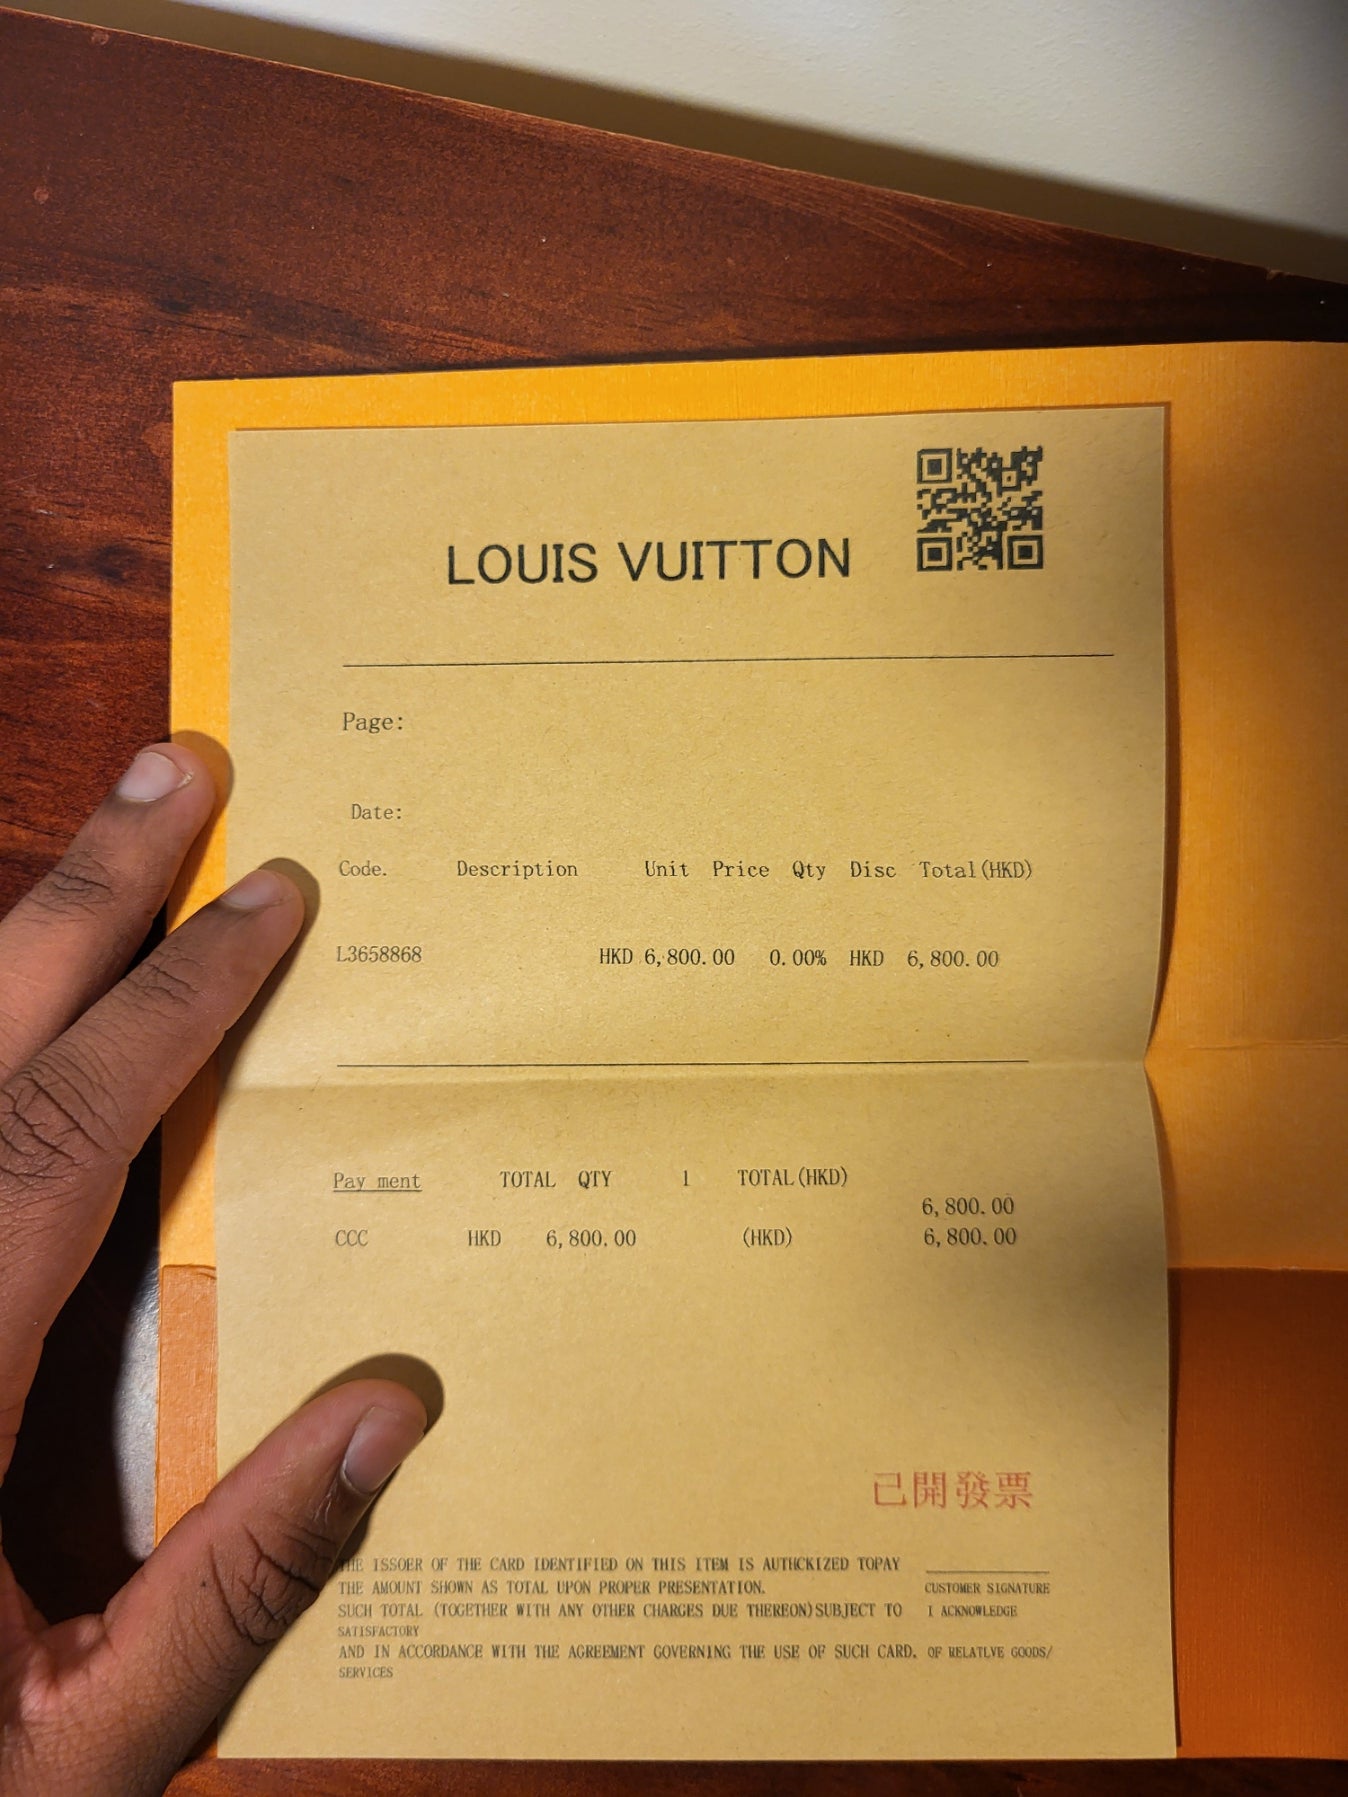 LOUIS VUITTON
Page:
Date:
Code. Description Unit Price Qty Disc Total(HKD)
L3658868 HKD 6,800.00 0.00% HKD 6,800.00
Pay ment TOTAL QTY 1 TOTAL(HKD)
6,800.00
CCC HKD 6,800.00 (HKD) 6,800.00
已開發票
THE ISSOER OF THE CARD IDENTIFIED ON THIS ITEM IS AUTHCKIZED TOPAY
THE AMOUNT SHOWN AS TOTAL UPON PROPER PRESENTATION. CUSTOMER SIGNATURE
SUCH TOTAL (TOGETHER WITH ANY OTHER CHARGES DUE THEREON)SUBJECT TO I ACKNOWLEDGE
SATISFACTORY
AND IN ACCORDANCE WITH THE AGREEMENT GOVERNING THE USE OF SUCH CARD. OF RELATLVE GOODS/
SERVICES